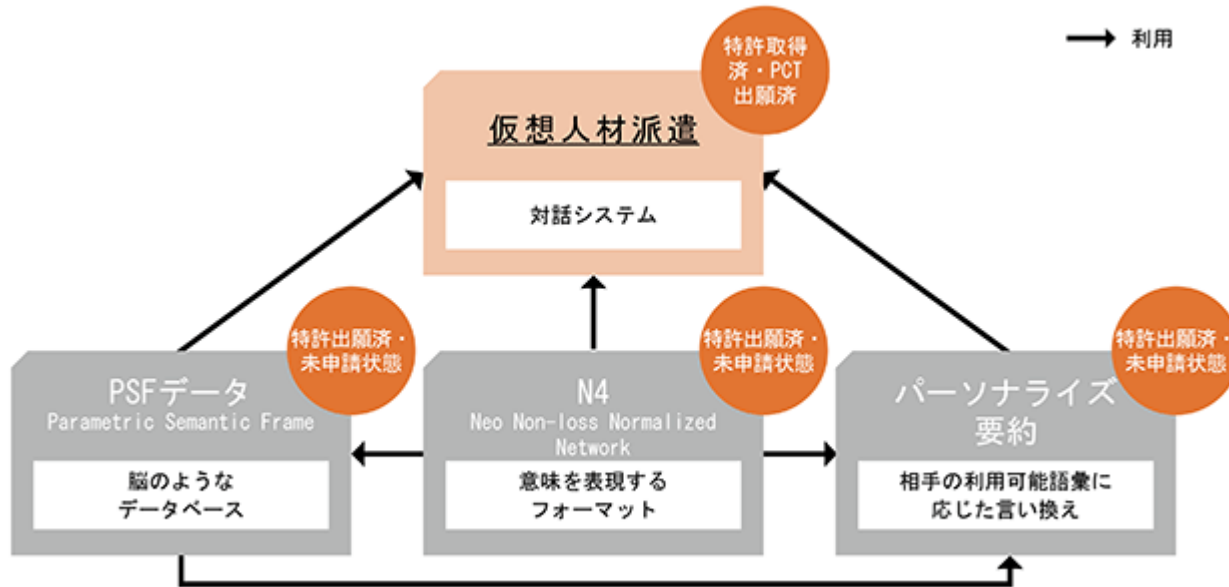 特許取得
済・PCT
出願済
利用
仮想人材派遣
対話システム
特許出願済・
未申請状態
特許出願済・
未申請状態
特許出願済・
未申請状態
PSFデータ
Parametric Semantic Frame
脳のような
データベース
N4
Neo Non-loss Normalized
Network
意味を表現する
フォーマット
パーソナライズ
要約
相手の利用可能語彙に
応じた言い換え